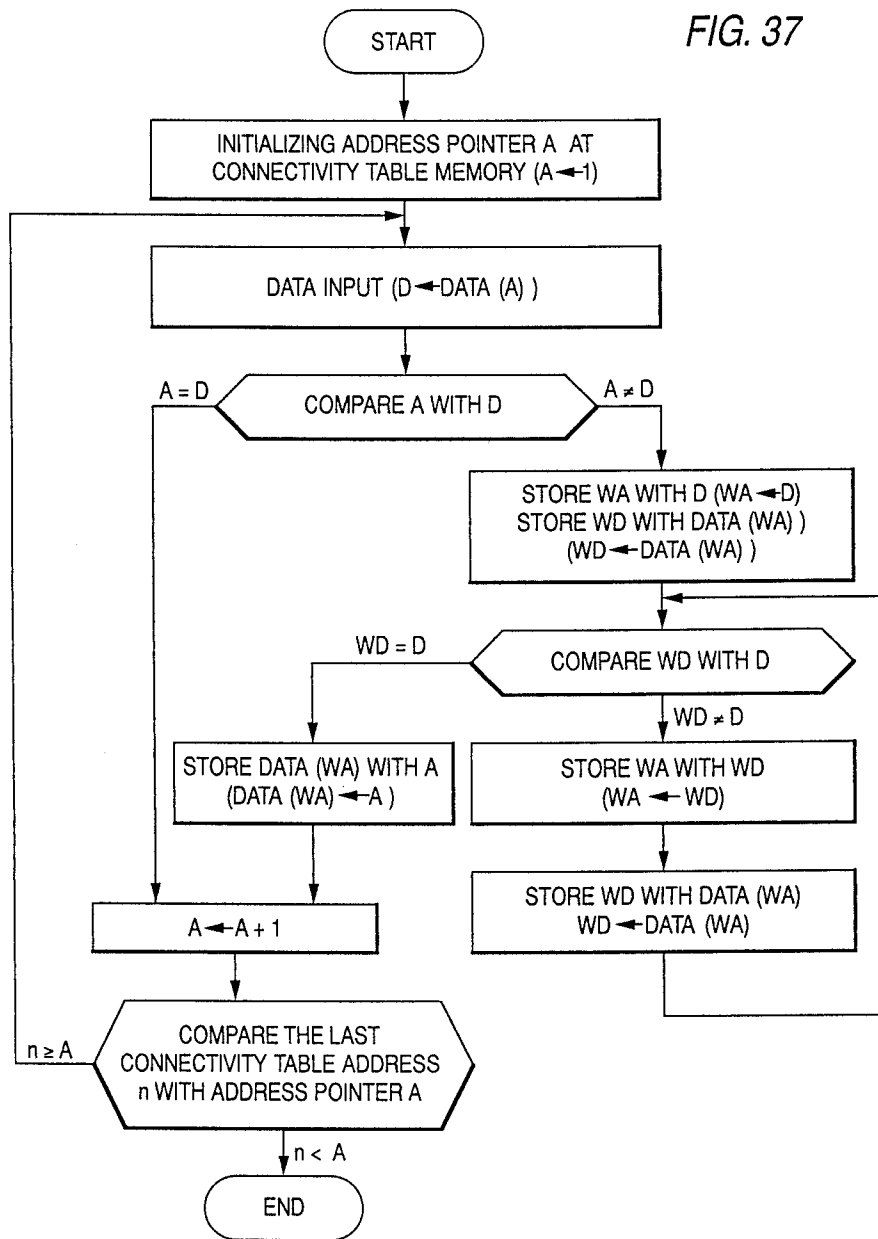 FIG. 37
START
INITIALIZING ADDRESS POINTER A AT
CONNECTIVITY TABLE MEMORY (A←1)
DATA INPUT (D←DATA (A) )
A = D
COMPARE A WITH D
A ≠ D
STORE WA WITH D (WA←D)
STORE WD WITH DATA (WA) )
(WD←DATA (WA) )
WD = D
COMPARE WD WITH D
WD ≠ D
STORE DATA (WA) WITH A
(DATA (WA)←A )
STORE WA WITH WD
(WA ← WD)
STORE WD WITH DATA (WA)
WD←DATA (WA)
A←A + 1
n ≥ A
COMPARE THE LAST
CONNECTIVITY TABLE ADDRESS
n WITH ADDRESS POINTER A
n < A
END